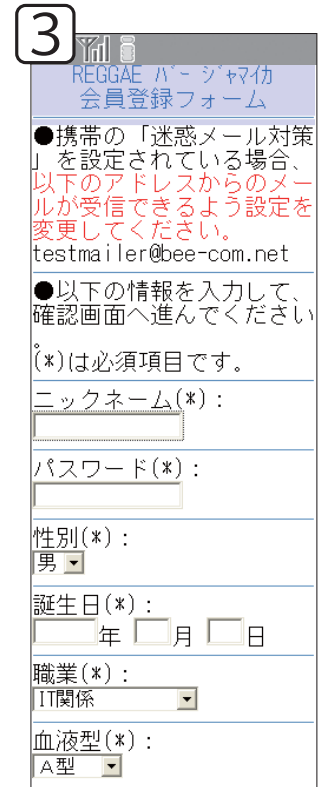 3
REGGAE バー ジャマイカ
会員登録フォーム
●携帯の「迷惑メール対策
」を設定されている場合、
以下のアドレスからのメー
ルが受信できるよう設定を
変更してください。
testmailer@bee-com.net
●以下の情報を入力して、
確認画面へ進んでください
。
(*)は必須項目です。
ニックネーム(*)：
パスワード(*)：
性別(*)：
男
誕生日(*)：
年 月 日
職業(*)：
IT関係
血液型(*)：
A型